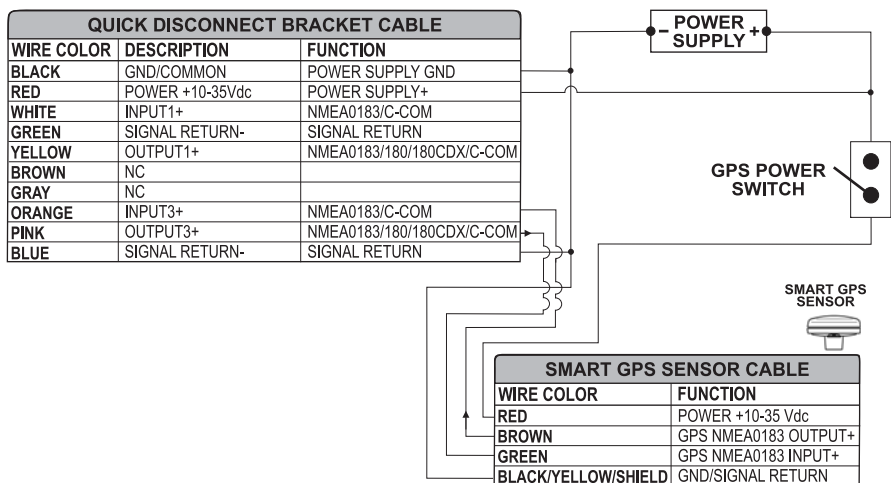 QUICK DISCONNECT BRACKET CABLE
WIRE COLOR DESCRIPTION FUNCTION
BLACK GND/COMMON POWER SUPPLY GND
RED POWER +10-35Vdc POWER SUPPLY+
WHITE INPUT1+ NMEA0183/C-COM
GREEN SIGNAL RETURN- SIGNAL RETURN
YELLOW OUTPUT1+ NMEA0183/180/180CDX/C-COM
BROWN NC
GRAY NC
ORANGE INPUT3+ NMEA0183/C-COM
PINK OUTPUT3+ NMEA0183/180/180CDX/C-COM
BLUE SIGNAL RETURN- SIGNAL RETURN
- POWER +
SUPPLY
GPS POWER
SWITCH
SMART GPS
SENSOR
SMART GPS SENSOR CABLE
WIRE COLOR FUNCTION
RED POWER +10-35 Vdc
BROWN GPS NMEA0183 OUTPUT+
GREEN GPS NMEA0183 INPUT+
BLACK/YELLOW/SHIELD GND/SIGNAL RETURN